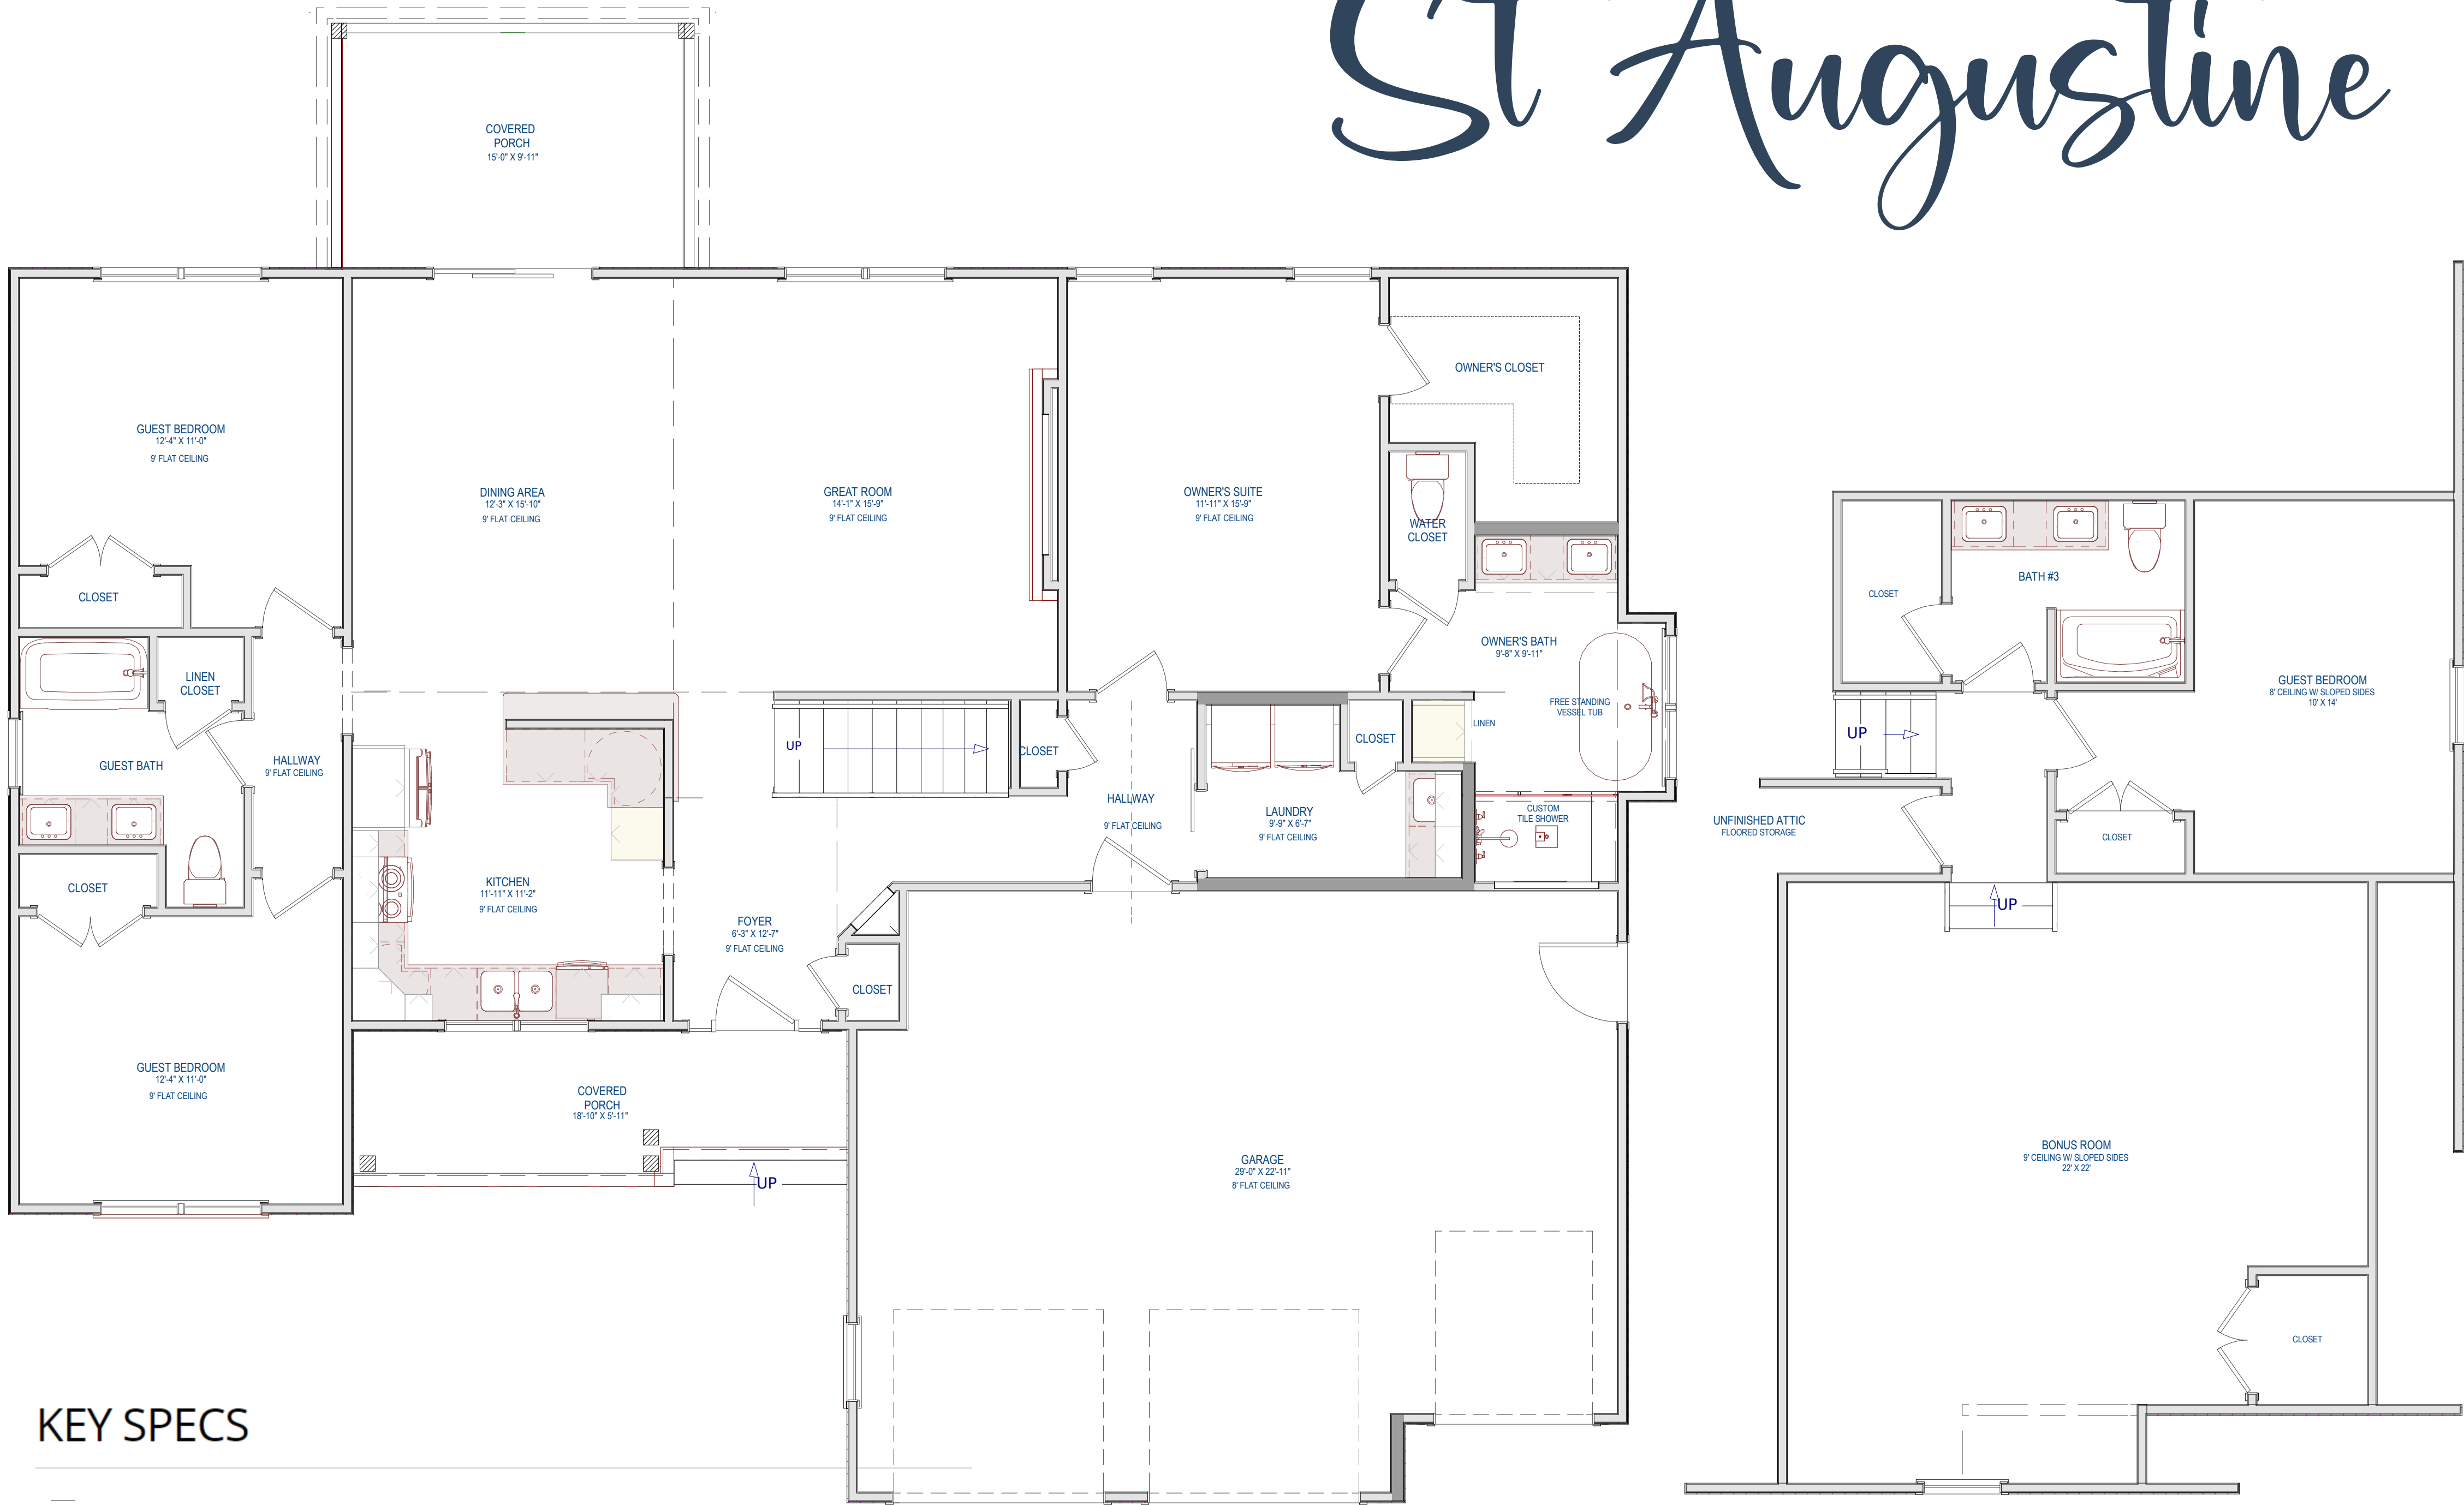 St Augustine
COVERED
PORCH
15'-0" X 9'-11"
GUEST BEDROOM
12'-4" X 11'-0"
9' FLAT CEILING
DINING AREA
12'-3" X 15'-10"
9' FLAT CEILING
GREAT ROOM
14'-1" X 15'-9"
9' FLAT CEILING
OWNER'S SUITE
11'-11" X 15'-9"
9' FLAT CEILING
OWNER'S CLOSET
WATER
CLOSET
CLOSET
LINEN
CLOSET
OWNER'S BATH
9'-8" X 9'-11"
FREE STANDING
VESSEL TUB
LINEN
GUEST BATH
HALLWAY
9' FLAT CEILING
UP
CLOSET
CLOSET
HALLWAY
9' FLAT CEILING
LAUNDRY
9'-9" X 6'-7"
9' FLAT CEILING
CUSTOM
TILE SHOWER
CLOSET
KITCHEN
11'-11" X 11'-2"
9' FLAT CEILING
FOYER
6'-3" X 12'-7"
9' FLAT CEILING
CLOSET
GUEST BEDROOM
12'-4" X 11'-0"
9' FLAT CEILING
COVERED
PORCH
18'-10" X 5'-11"
UP
GARAGE
29'-0" X 22'-11"
8' FLAT CEILING
CLOSET
BATH #3
GUEST BEDROOM
8' CEILING W/ SLOPED SIDES
10' X 14'
UP
UNFINISHED ATTIC
FLOORED STORAGE
CLOSET
UP
BONUS ROOM
9' CEILING W/ SLOPED SIDES
22' X 22'
CLOSET
KEY SPECS